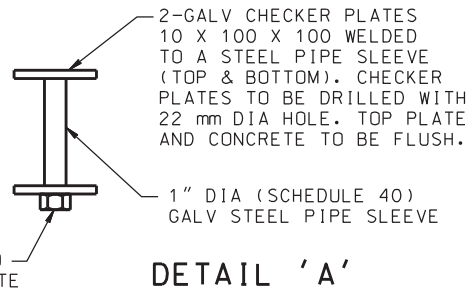 2-GALV CHECKER PLATES
10 X 100 X 100 WELDED
TO A STEEL PIPE SLEEVE
(TOP & BOTTOM). CHECKER
PLATES TO BE DRILLED WITH
22 mm DIA HOLE. TOP PLATE
AND CONCRETE TO BE FLUSH.
1" DIA (SCHEDULE 40)
GALV STEEL PIPE SLEEVE
DETAIL 'A'